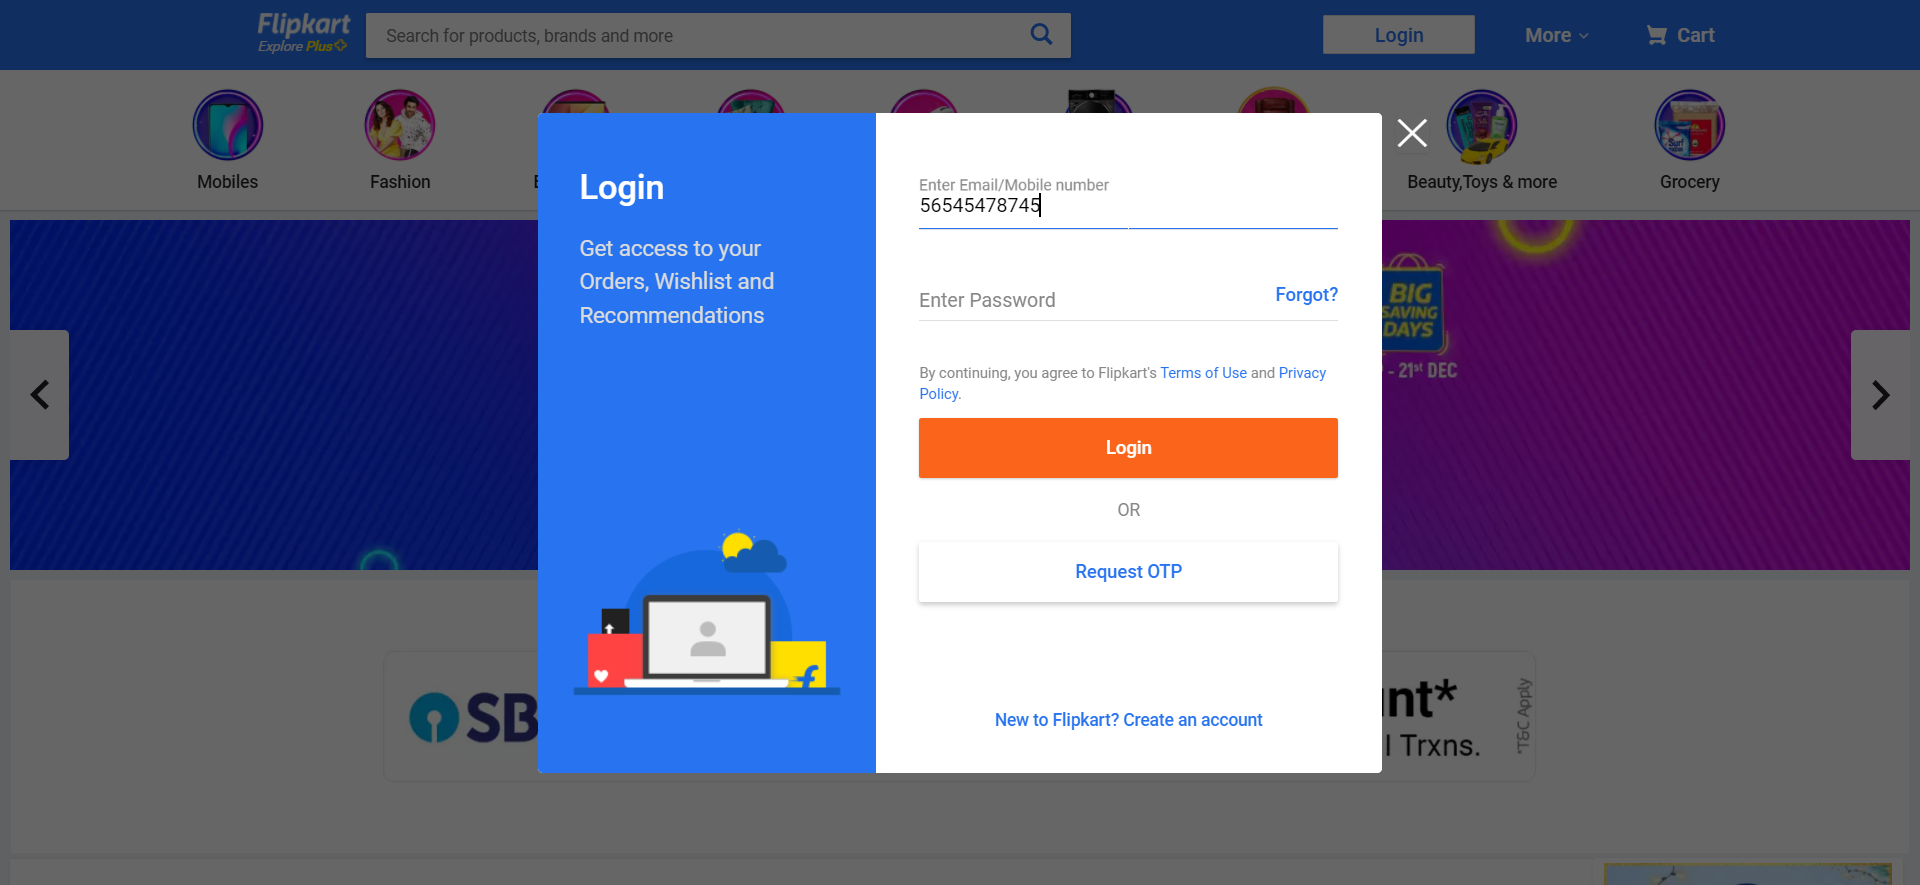 Flipkart
Explore Plus
Search for products, brands and more
Login
More
Cart
Mobiles
Fashion
Beauty,Toys & more
Grocery
Login
Get access to your
Orders, Wishlist and
Recommendations
Enter Email/Mobile number
56545478745
Enter Password
Forgot?
By continuing, you agree to Flipkart's Terms of Use and Privacy
Policy.
Login
OR
Request OTP
New to Flipkart? Create an account
BIG
SAVING
DAYS
- 21st DEC
SB
unt*
l Trxns.
*T&C Apply